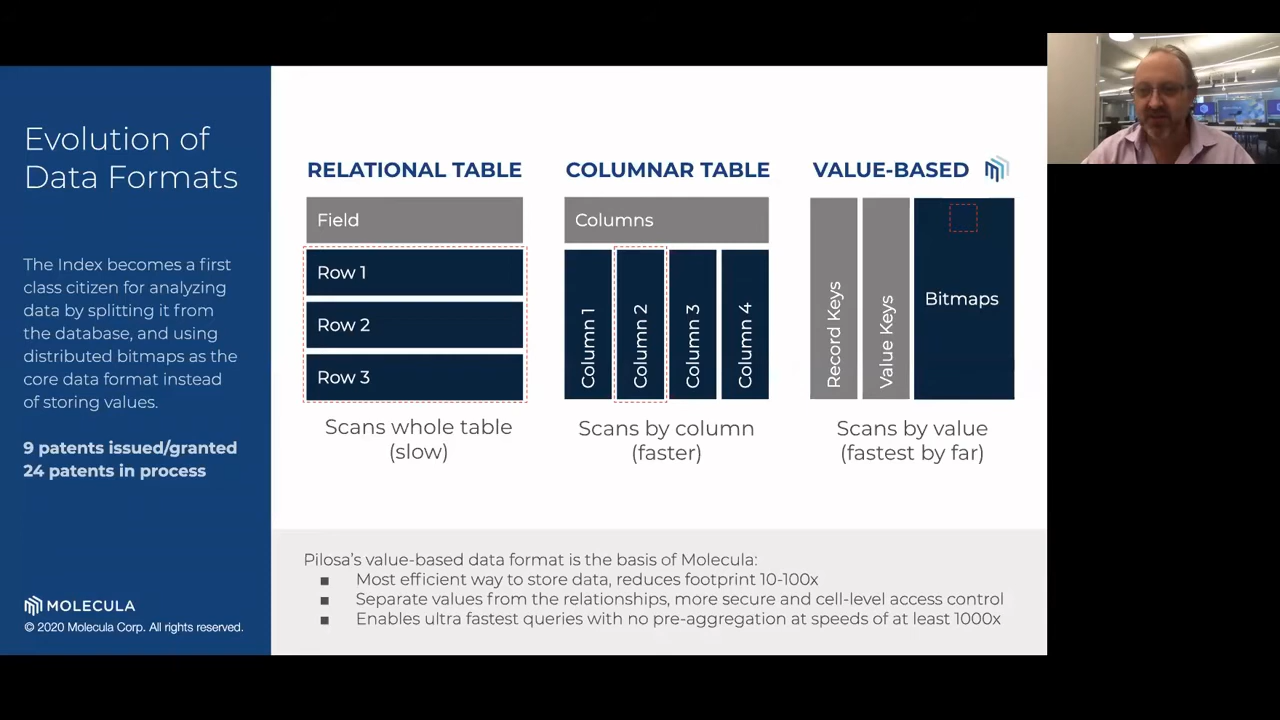 Evolution of
Data Formats
The Index becomes a first
class citizen for analyzing
data by splitting it from
the database, and using
distributed bitmaps as the
core data format instead
of storing values.
9 patents issued/granted
24 patents in process
MOLECULA
© 2020 Molecula Corp. All rights reserved.
RELATIONAL TABLE
Field
Row 1
Row 2
Row 3
Scans whole table
(slow)
COLUMNAR TABLE
Columns
Column 1
Column 2
Column 3
Column 4
Scans by column
(faster)
VALUE-BASED
Record Keys
Value Keys
Bitmaps
Scans by value
(fastest by far)
Pilosa's value-based data format is the basis of Molecula:
■ Most efficient way to store data, reduces footprint 10-100x
■ Separate values from the relationships, more secure and cell-level access control
■ Enables ultra fastest queries with no pre-aggregation at speeds of at least 1000x